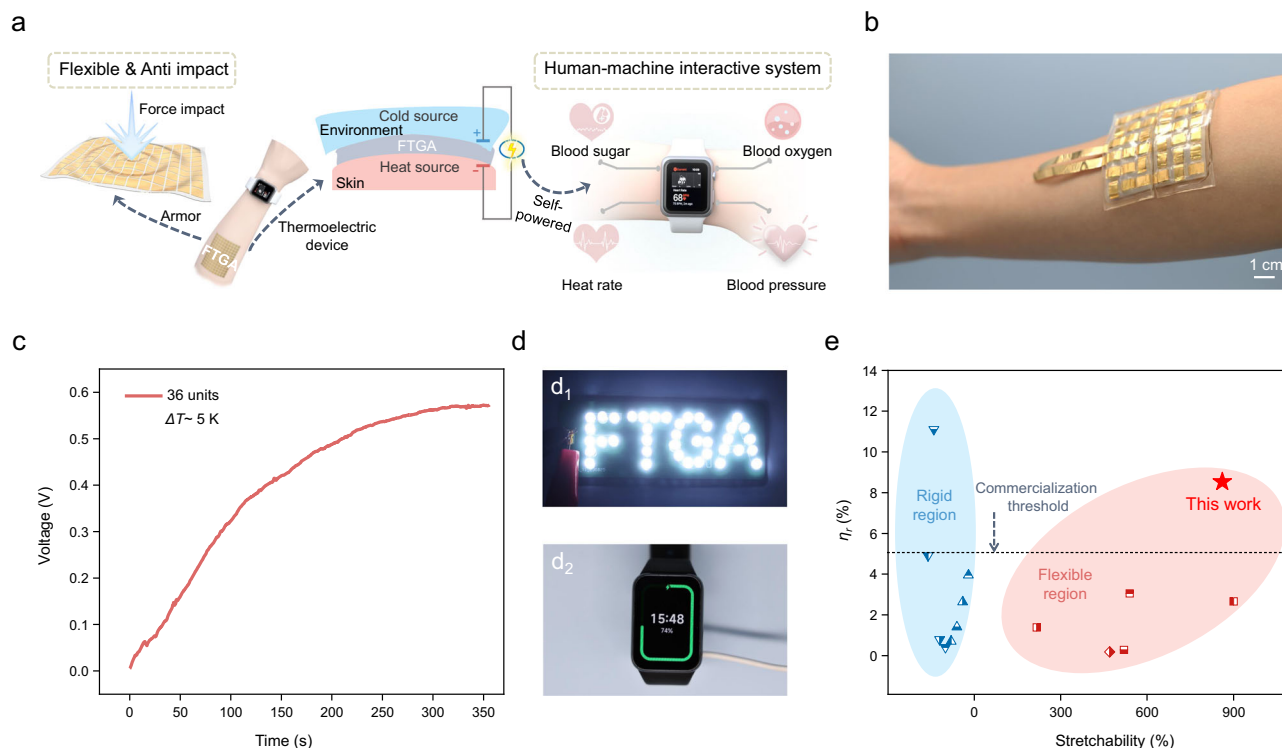 a
Flexible & Anti impact
Force impact
Armor
FTGA
Thermoelectric
device
Cold source
Environment
FTGA
Heat source
Skin
+
−
Self-
powered
Human-machine interactive system
Blood sugar
Blood oxygen
68
Heat rate
Blood pressure
b
1 cm
c
Voltage (V)
0.6
0.5
0.4
0.3
0.2
0.1
0.0
36 units
ΔT~ 5 K
0 50 100 150 200 250 300 350
Time (s)
d
d1
FTGA
d2
15:48
74%
e
ηr (%)
14
12
10
8
6
4
2
0
Rigid
region
Commercialization
threshold
This work
Flexible
region
0 300 600 900
Stretchability (%)